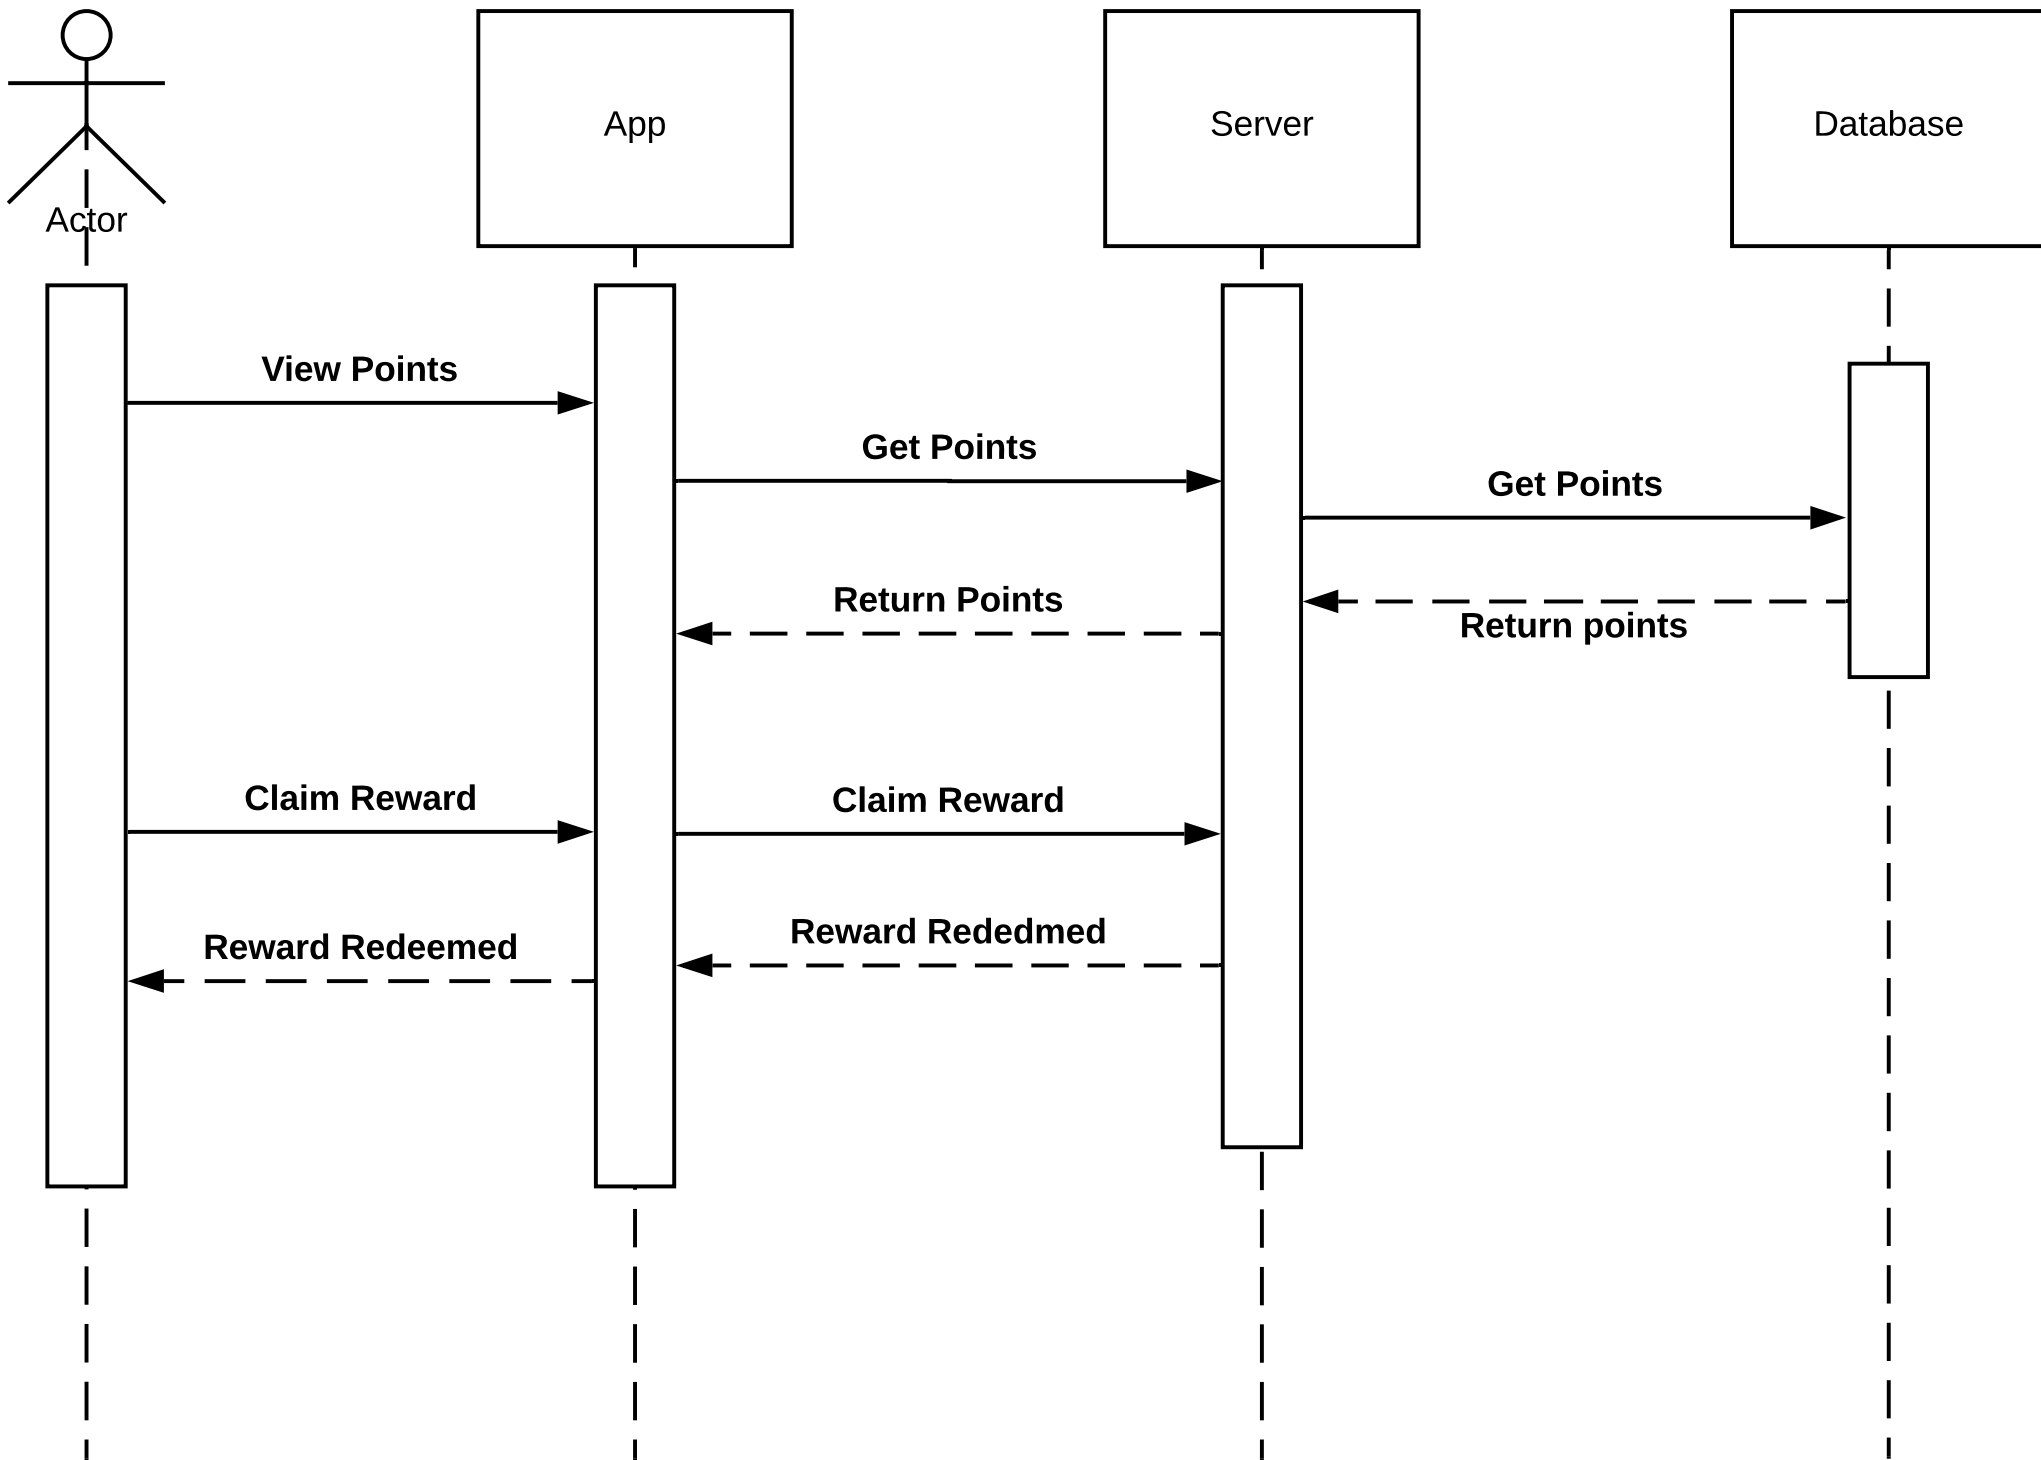 Actor
App
Server
Database
View Points
Get Points
Get Points
Return Points
Return points
Claim Reward
Claim Reward
Reward Redeemed
Reward Rededmed